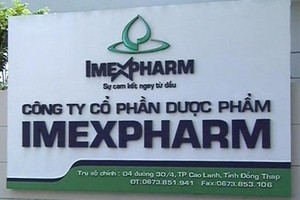 IMEXPHARM
Sự cam kết ngay từ đầu
CÔNG TY CỔ PHẦN DƯỢC PHẨM
IMEXPHARM
Trụ sở chính : 04 đường 30/4, TP Cao Lãnh, Tỉnh Đồng Tháp
ĐT:0673.851.941 Fax:0673.853.106